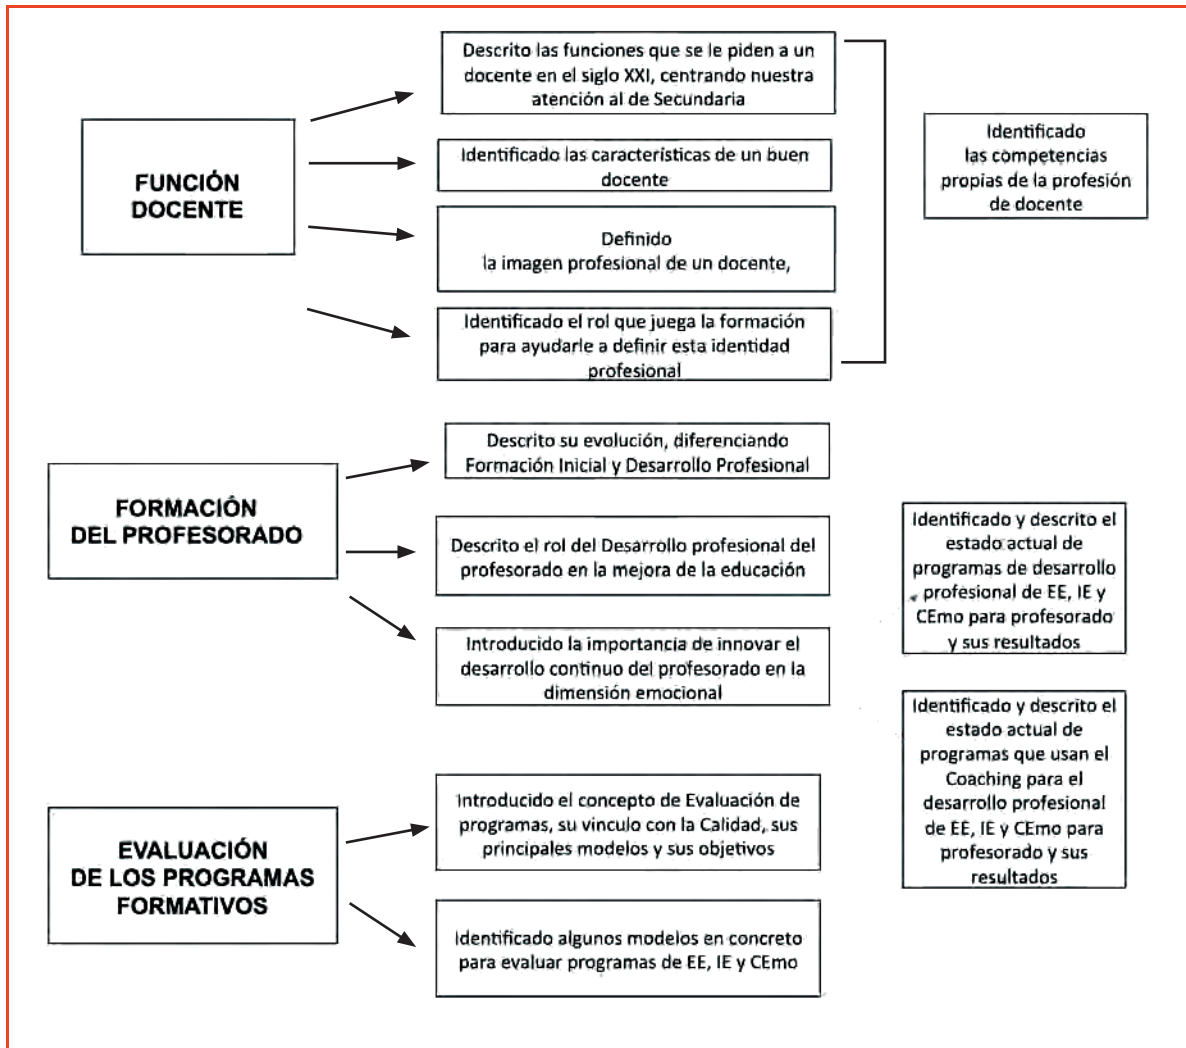 FUNCIÓN
DOCENTE
Descrito las funciones que se le piden a un
docente en el siglo XXI, centrando nuestra
atención al de Secundaria
Identificado las características de un buen
docente
Definido
la imagen profesional de un docente,
Identificado el rol que juega la formación
para ayudarle a definir esta identidad
profesional
Identificado
las competencias
propias de la profesión
de docente
FORMACIÓN
DEL PROFESORADO
Descrito su evolución, diferenciando
Formación Inicial y Desarrollo Profesional
Descrito el rol del Desarrollo profesional del
profesorado en la mejora de la educación
Introducido la importancia de innovar el
desarrollo continuo del profesorado en la
dimensión emocional
Identificado y descrito el
estado actual de
programas de desarrollo
profesional de EE, IE y
CEmo para profesorado
y sus resultados
Identificado y descrito el
estado actual de
programas que usan el
Coaching para el
desarrollo profesional
de EE, IE y CEmo para
profesorado y sus
resultados
EVALUACIÓN
DE LOS PROGRAMAS
FORMATIVOS
Introducido el concepto de Evaluación de
programas, su vinculo con la Calidad, sus
principales modelos y sus objetivos
Identificado algunos modelos en concreto
para evaluar programas de EE, IE y CEmo